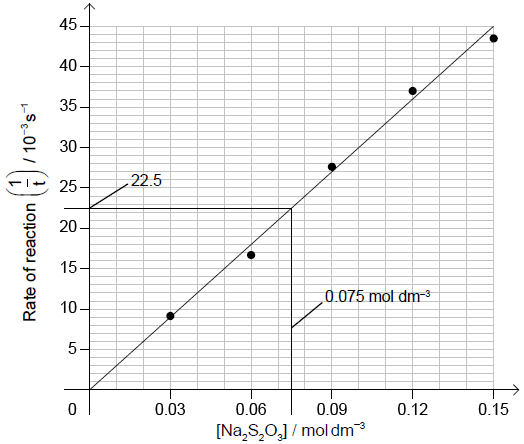 45
40
35
30
25
20
15
10
5
0
Rate of reaction (1/t) / 10⁻³ s⁻¹
22.5
0.075 mol dm⁻³
0.03 0.06 0.09 0.12 0.15
[Na₂S₂O₃] / mol dm⁻³